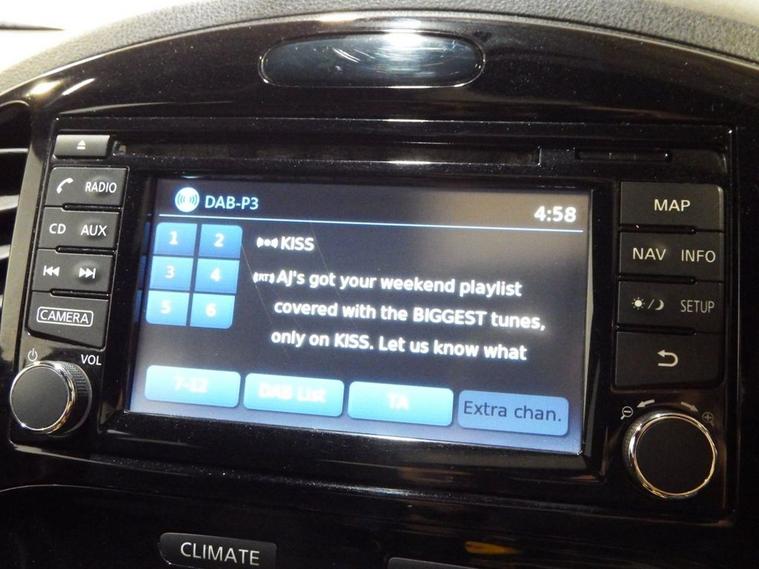 RADIO
CD AUX
CAMERA
VOL
DAB-P3
4:58
1 2
3 4
5 6
KISS
(RT) AJ's got your weekend playlist
covered with the BIGGEST tunes,
only on KISS. Let us know what
7-12
DAB List
TA
Extra chan.
MAP
NAV INFO
SETUP
CLIMATE